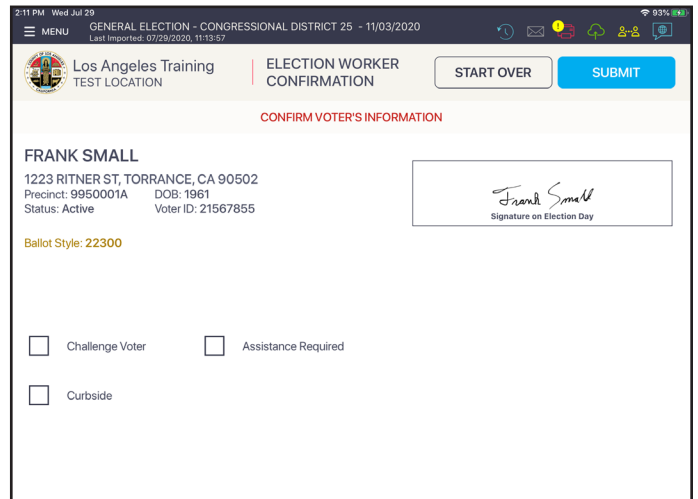 2:11 PM Wed Jul 29
93%
MENU
GENERAL ELECTION - CONGRESSIONAL DISTRICT 25 - 11/03/2020
Last Imported: 07/29/2020, 11:13:57
Los Angeles Training
TEST LOCATION
ELECTION WORKER
CONFIRMATION
START OVER
SUBMIT
CONFIRM VOTER'S INFORMATION
FRANK SMALL
1223 RITNER ST, TORRANCE, CA 90502
Precinct: 9950001A DOB: 1961
Status: Active Voter ID: 21567855
Frank Small
Signature on Election Day
Ballot Style: 22300
Challenge Voter
Assistance Required
Curbside